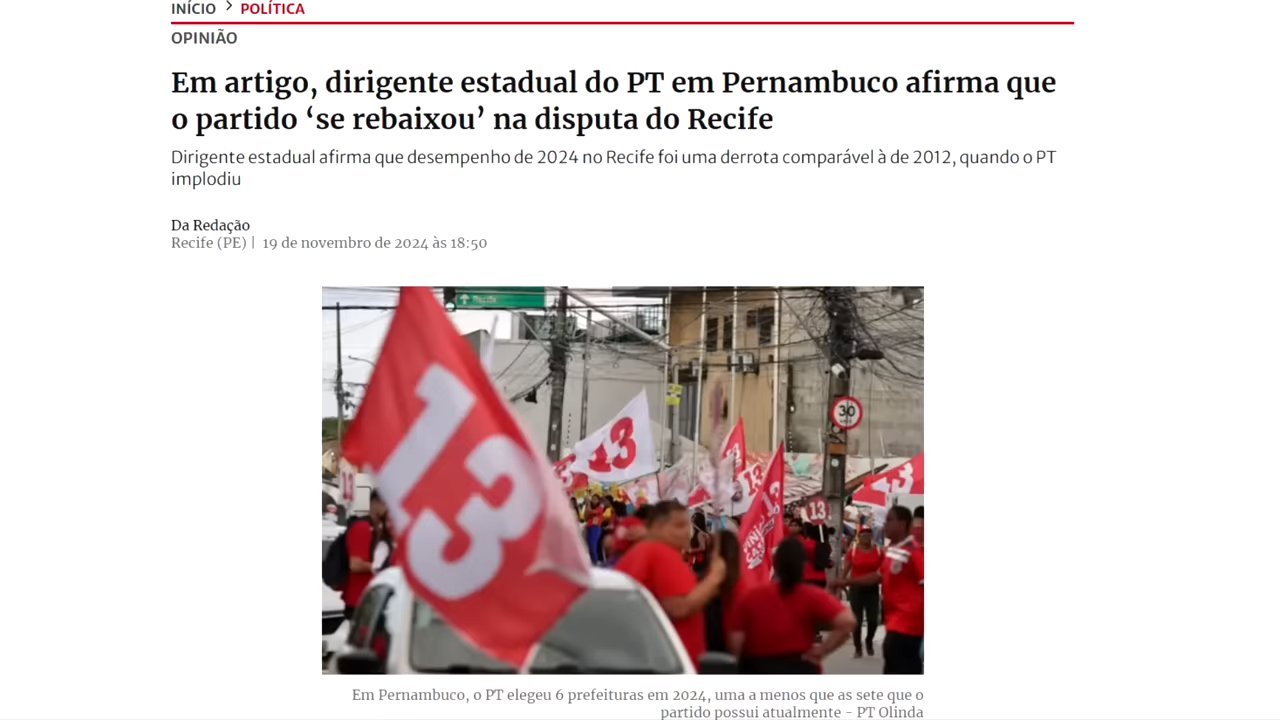 INÍCIO > POLÍTICA
OPINIÃO
Em artigo, dirigente estadual do PT em Pernambuco afirma que
o partido ‘se rebaixou’ na disputa do Recife
Dirigente estadual afirma que desempenho de 2024 no Recife foi uma derrota comparável à de 2012, quando o PT
implodiu
Da Redação
Recife (PE) | 19 de novembro de 2024 às 18:50
Recife
13
13
30
13
13
13
13
Em Pernambuco, o PT elegeu 6 prefeituras em 2024, uma a menos que as sete que o
partido possui atualmente - PT Olinda